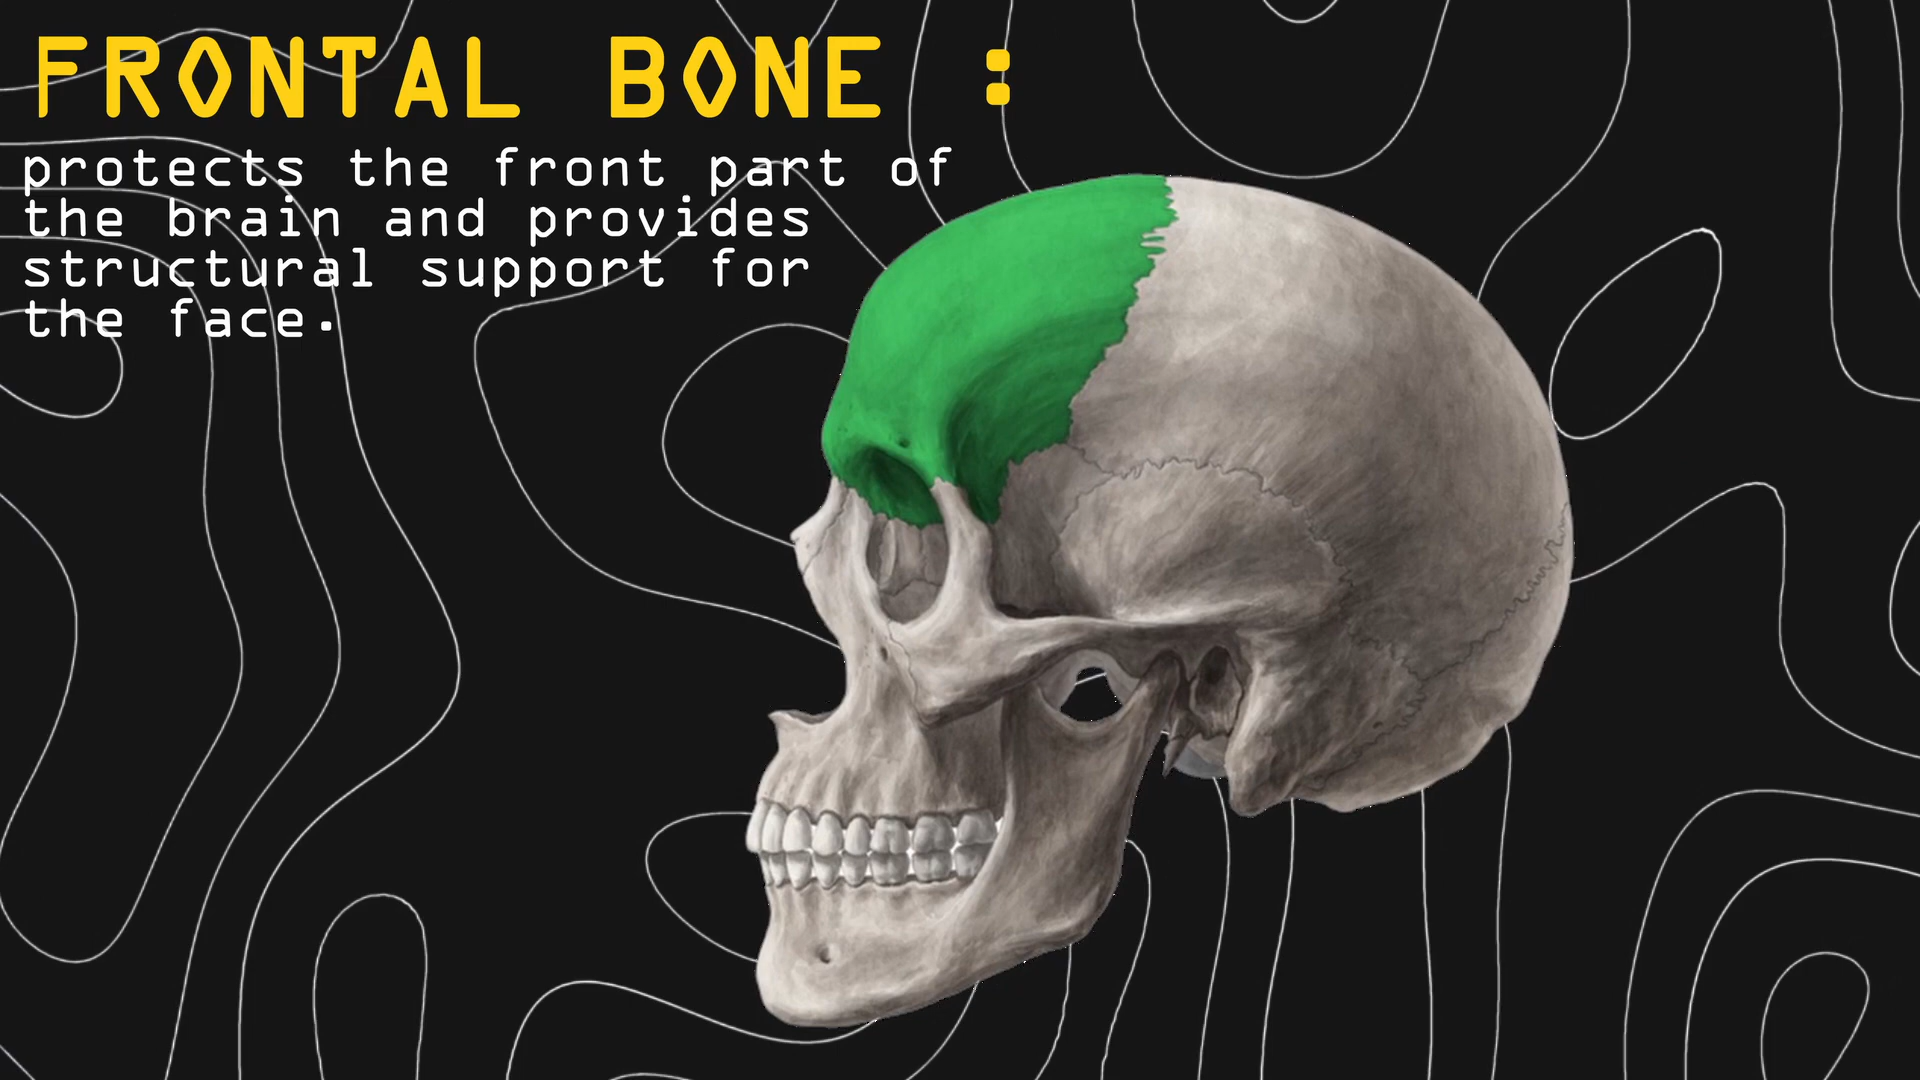 FRONTAL BONE :
protects the front part of
the brain and provides
structural support for
the face.